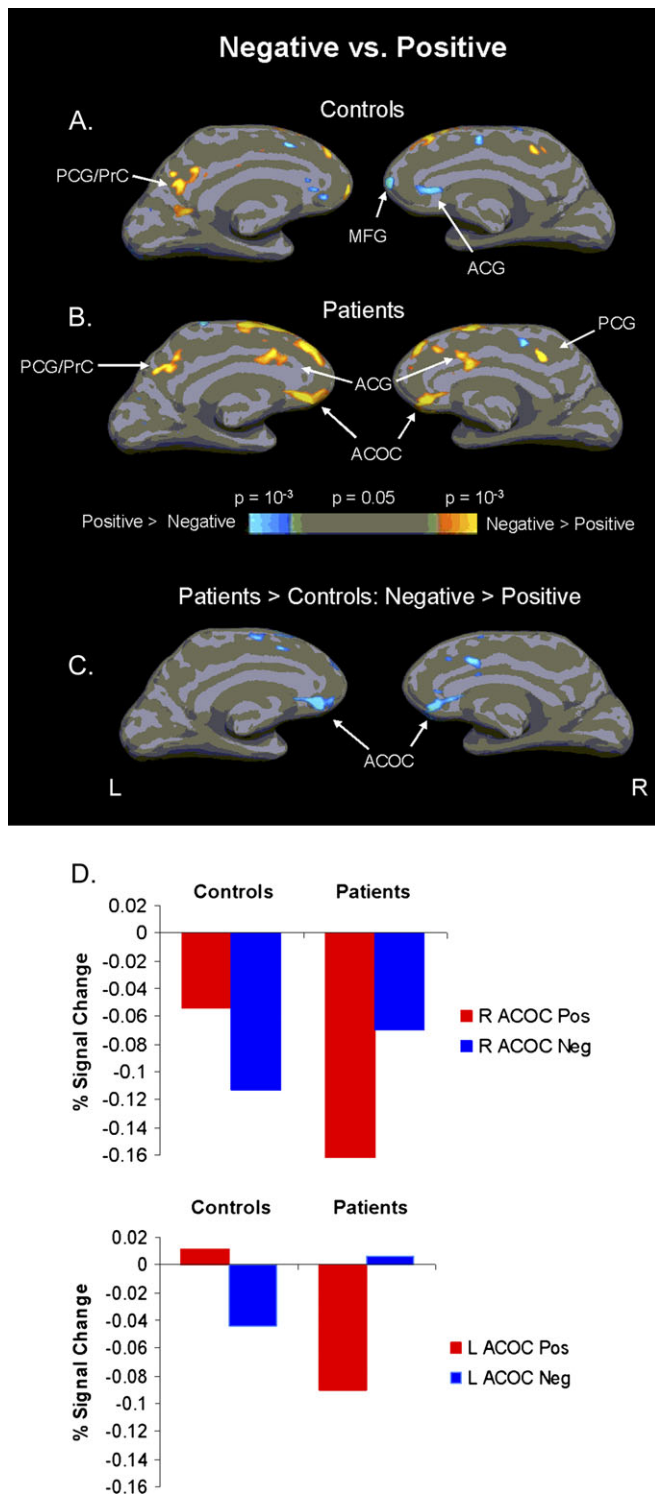 Negative vs. Positive
Controls
A.
PCG/PrC
MFG
ACG
Patients
B.
PCG
PCG/PrC
ACG
ACOC
p = 10⁻³ p = 0.05 p = 10⁻³
Positive > Negative Negative > Positive
Patients > Controls: Negative > Positive
C.
ACOC
L R
D.
Controls Patients
0.02
0
-0.02
-0.04
-0.06
-0.08
-0.1
-0.12
-0.14
-0.16
% Signal Change
R ACOC Pos
R ACOC Neg
Controls Patients
0.02
0
-0.02
-0.04
-0.06
-0.08
-0.1
-0.12
-0.14
-0.16
% Signal Change
L ACOC Pos
L ACOC Neg